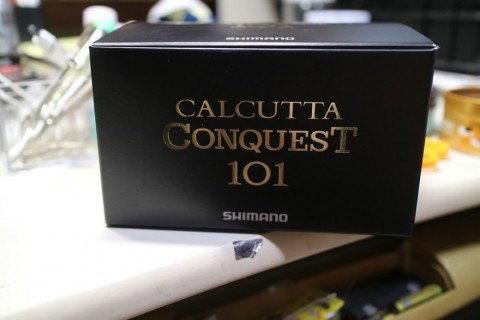 SHIMANO
CALCUTTA
CONQUEST
101
SHIMANO